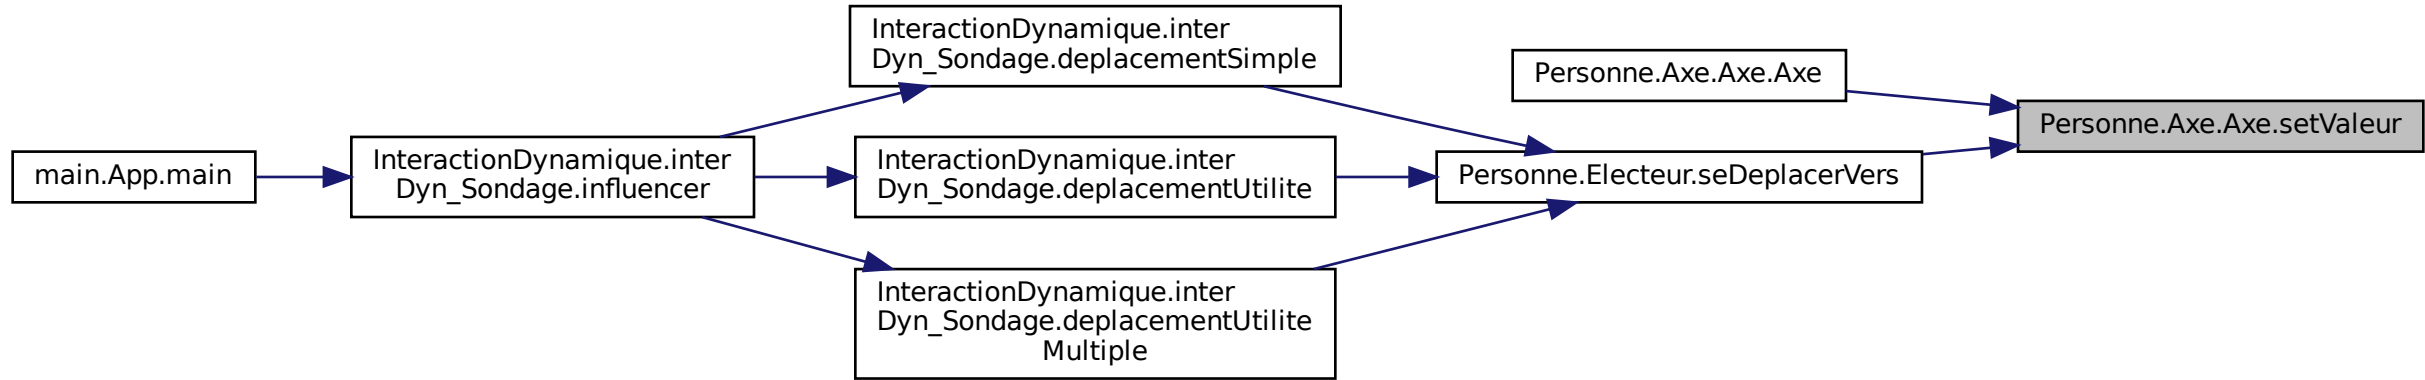 main.App.main
InteractionDynamique.inter
Dyn_Sondage.influencer
InteractionDynamique.inter
Dyn_Sondage.deplacementSimple
InteractionDynamique.inter
Dyn_Sondage.deplacementUtilite
InteractionDynamique.inter
Dyn_Sondage.deplacementUtilite
Multiple
Personne.Axe.Axe.Axe
Personne.Electeur.seDeplacerVers
Personne.Axe.Axe.setValeur